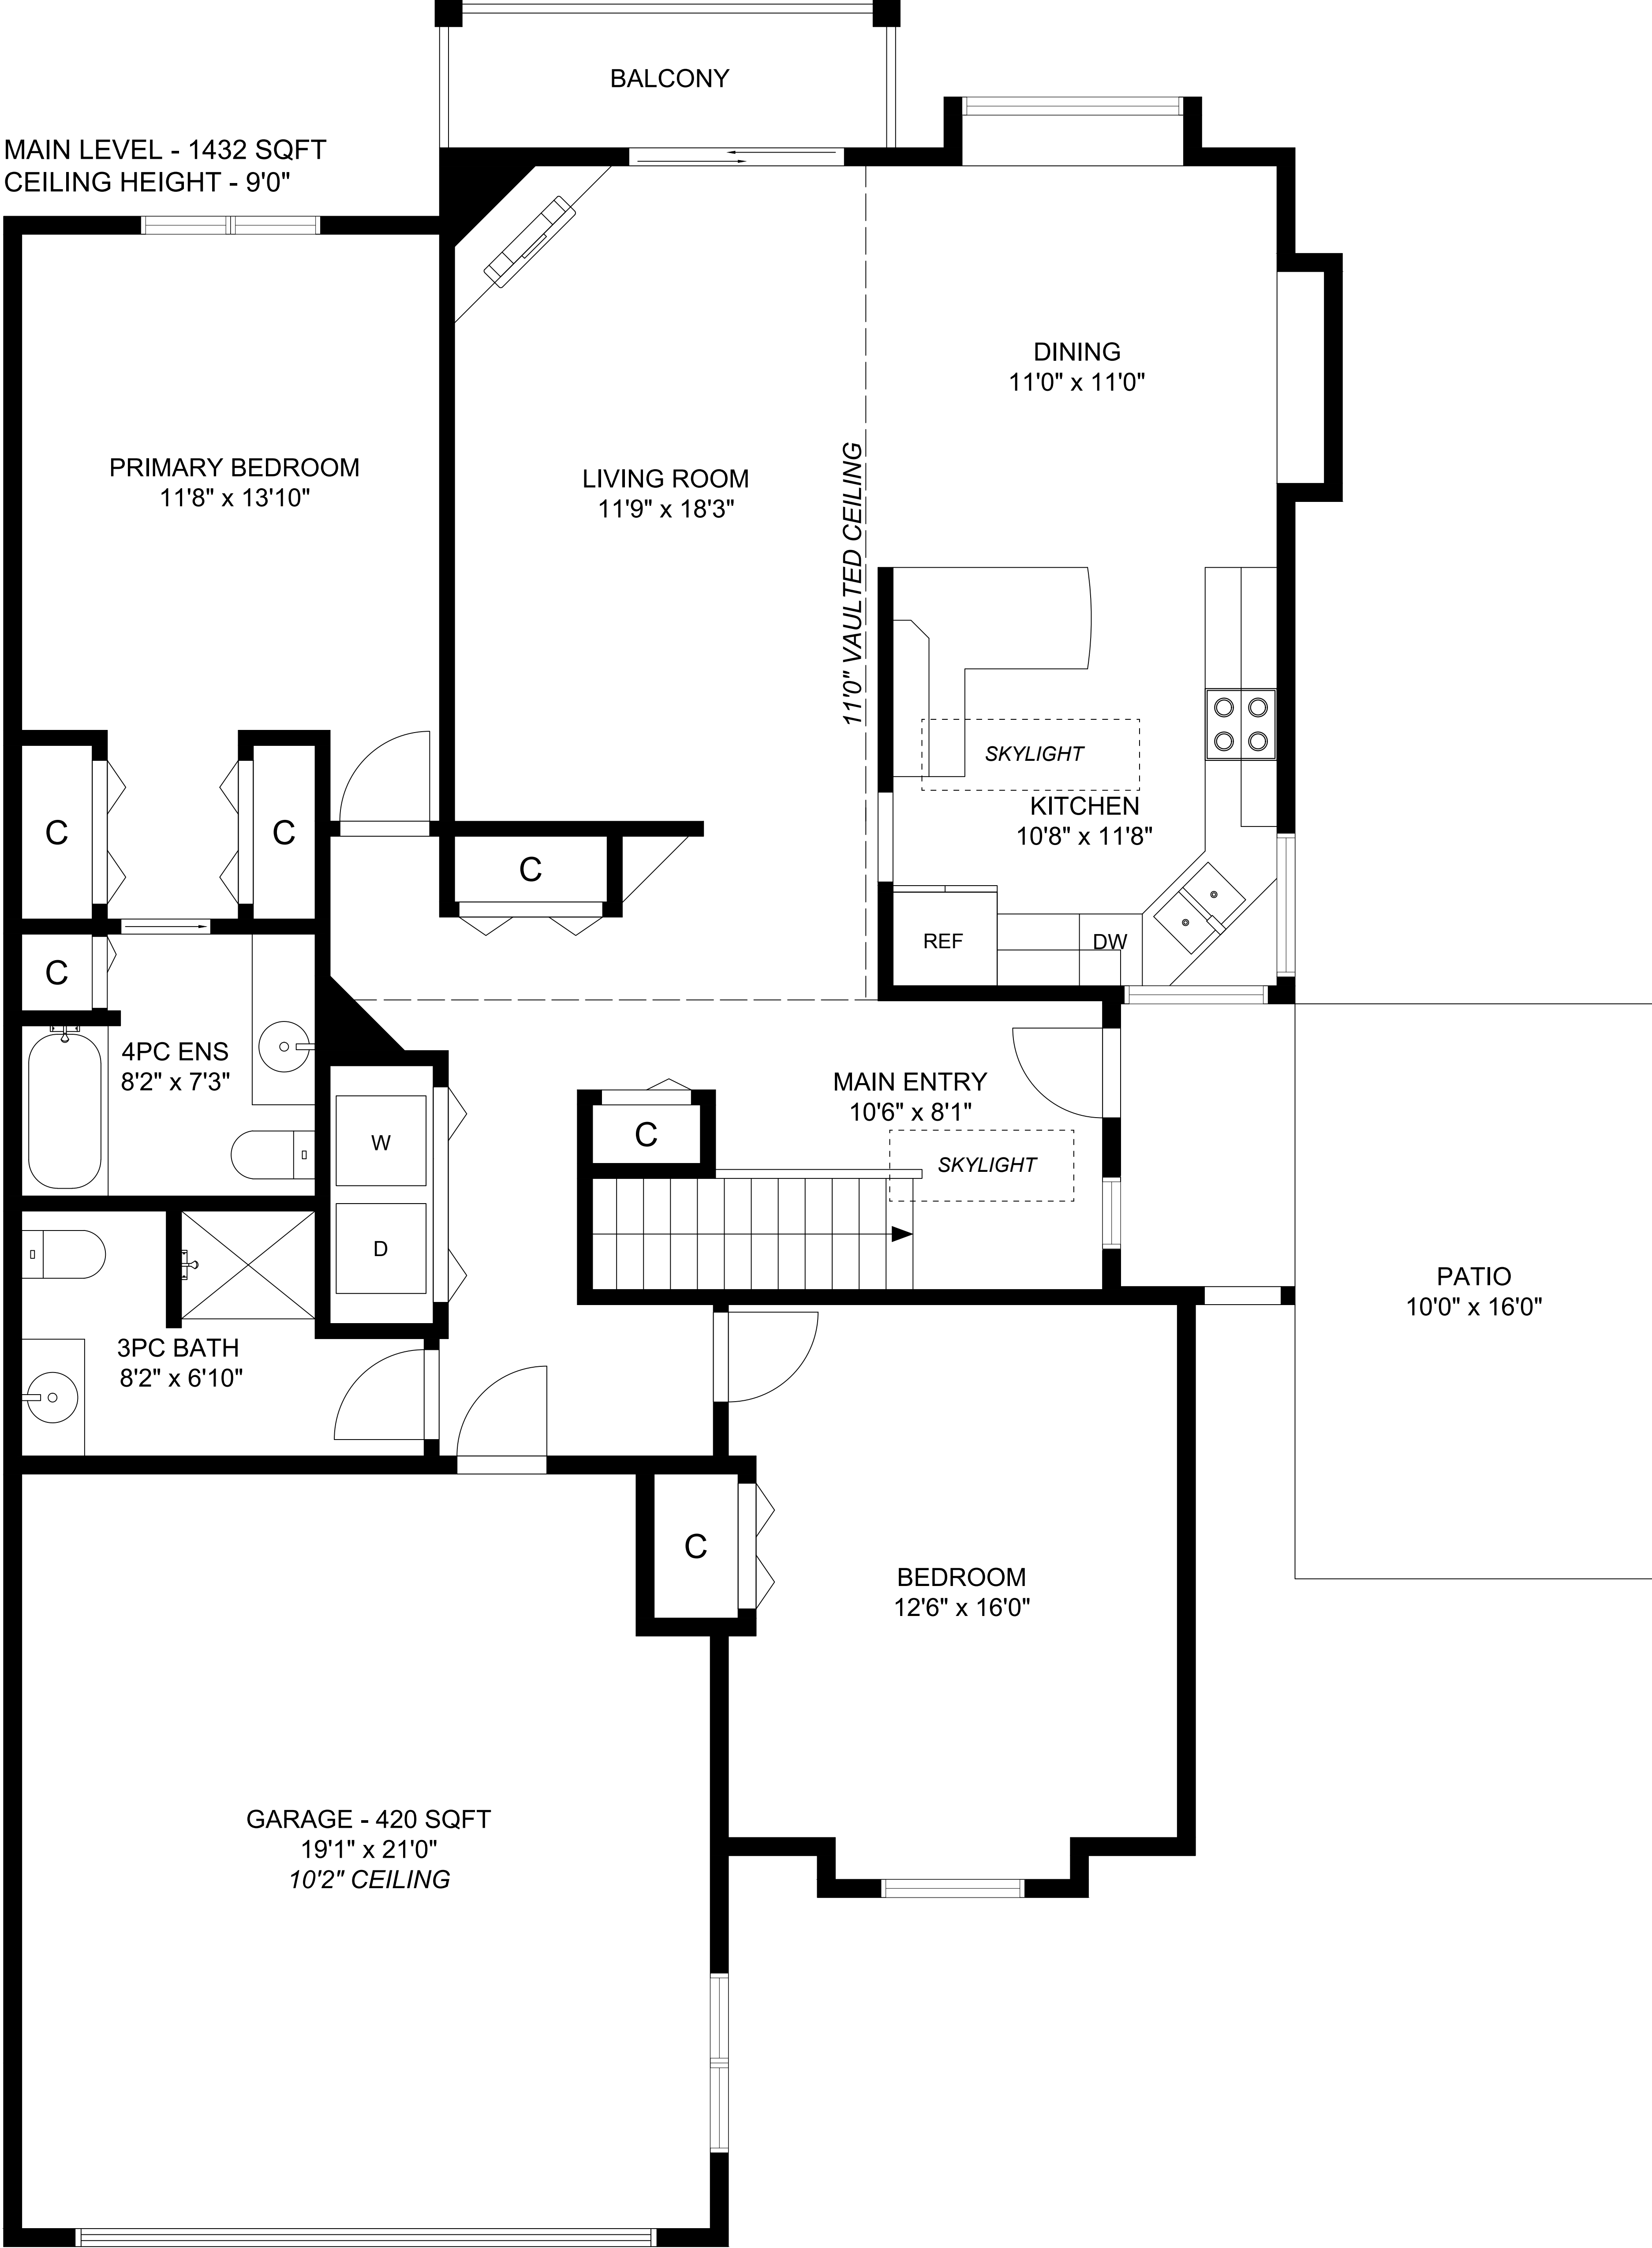 BALCONY
MAIN LEVEL - 1432 SQFT
CEILING HEIGHT - 9'0"
DINING
11'0" x 11'0"
PRIMARY BEDROOM
11'8" x 13'10"
LIVING ROOM
11'9" x 18'3"
11'0" VAULTED CEILING
SKYLIGHT
KITCHEN
10'8" x 11'8"
C
C
C
REF
DW
C
4PC ENS
8'2" x 7'3"
MAIN ENTRY
10'6" x 8'1"
W
C
SKYLIGHT
D
PATIO
10'0" x 16'0"
3PC BATH
8'2" x 6'10"
C
BEDROOM
12'6" x 16'0"
GARAGE - 420 SQFT
19'1" x 21'0"
10'2" CEILING